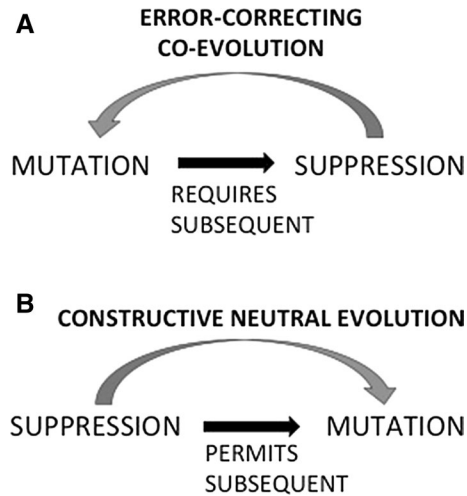 A
ERROR-CORRECTING
CO-EVOLUTION
MUTATION
SUPPRESSION
REQUIRES
SUBSEQUENT
B
CONSTRUCTIVE NEUTRAL EVOLUTION
SUPPRESSION
MUTATION
PERMITS
SUBSEQUENT